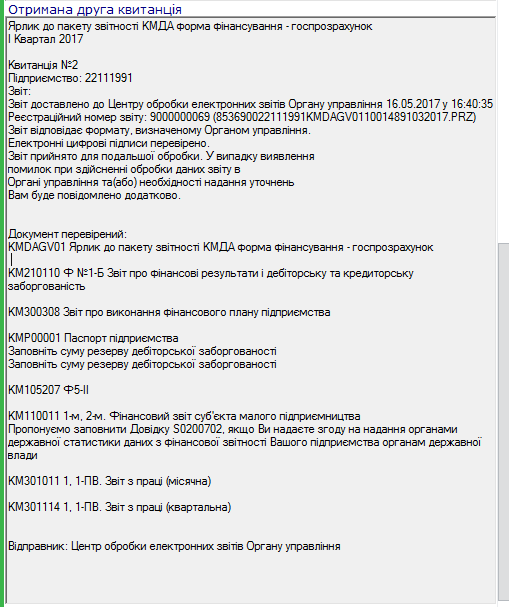 Отримана друга квитанція
Ярлик до пакету звітності КМДА форма фінансування - госпрозрахунок
I Квартал 2017
Квитанція №2
Підприємство: 22111991
Звіт:
Звіт доставлено до Центру обробки електронних звітів Органу управління 16.05.2017 у 16:40:35
Реєстраційний номер звіту: 9000000069 (853690022111991KMDAGV0110014891032017.PRZ)
Звіт відповідає формату, визначеному Органом управління.
Електронні цифрові підписи перевірено.
Звіт прийнято для подальшої обробки. У випадку виявлення
помилок при здійсненні обробки даних звіту в
Органі управління та(або) необхідності надання уточнень
Вам буде повідомлено додатково.
Документ перевірений:
KMDAGV01 Ярлик до пакету звітності КМДА форма фінансування - госпрозрахунок
KM210110 Ф №1-Б Звіт про фінансові результати і дебіторську та кредиторську
заборгованість
KM300308 Звіт про виконання фінансового плану підприємства
KMP00001 Паспорт підприємства
Заповніть суму резерву дебіторської заборгованості
Заповніть суму резерву дебіторської заборгованості
KM105207 Ф5-II
KM110011 1-м, 2-м. Фінансовий звіт суб'єкта малого підприємництва
Пропонуємо заповнити Довідку S0200702, якщо Ви надаєте згоду на надання органами
державної статистики даних з фінансової звітності Вашого підприємства органам державної
влади
KM301011 1, 1-ПВ. Звіт з праці (місячна)
KM301114 1, 1-ПВ. Звіт з праці (квартальна)
Відправник: Центр обробки електронних звітів Органу управління